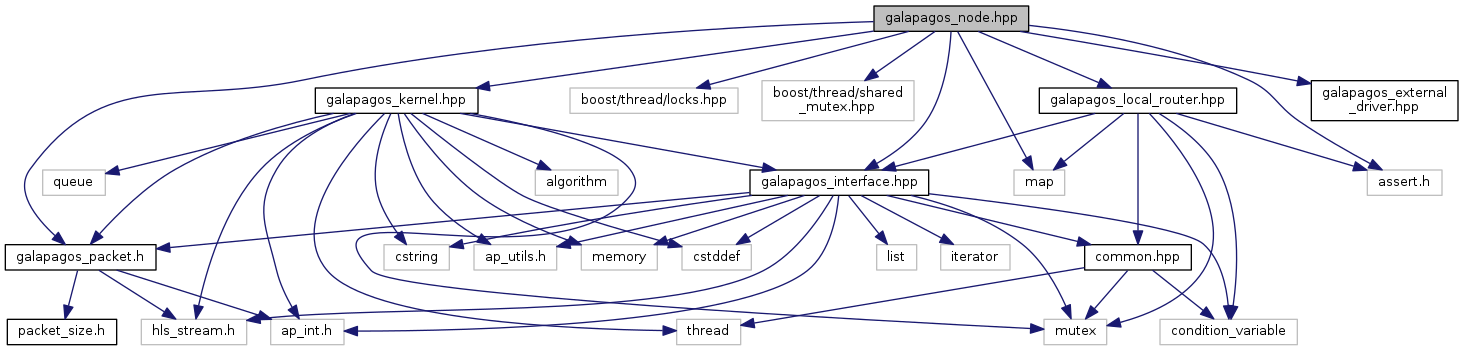 galapagos_node.hpp
galapagos_kernel.hpp
boost/thread/locks.hpp
boost/thread/shared
_mutex.hpp
galapagos_local_router.hpp
galapagos_external
_driver.hpp
queue
algorithm
galapagos_interface.hpp
map
assert.h
galapagos_packet.h
cstring
ap_utils.h
memory
cstddef
list
iterator
common.hpp
packet_size.h
hls_stream.h
ap_int.h
thread
mutex
condition_variable